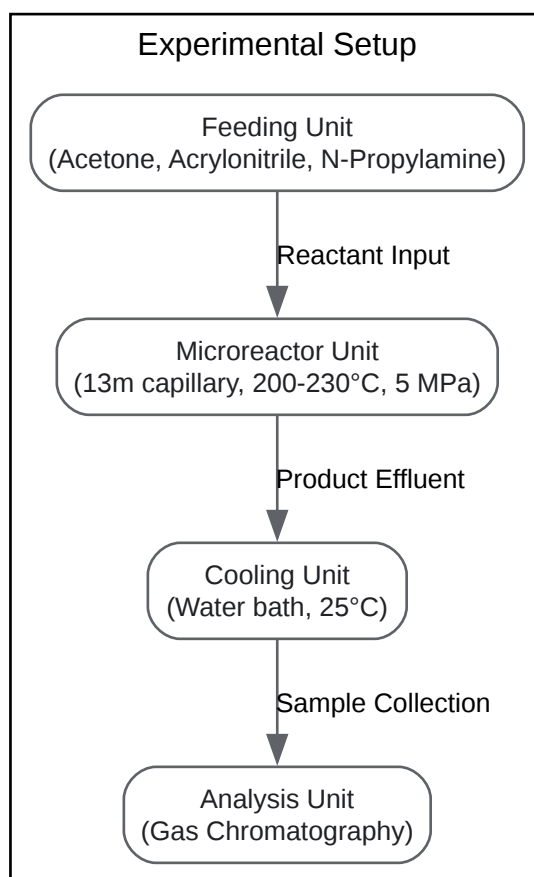 Experimental Setup
Feeding Unit
(Acetone, Acrylonitrile, N-Propylamine)
Reactant Input
Microreactor Unit
(13m capillary, 200-230°C, 5 MPa)
Product Effluent
Cooling Unit
(Water bath, 25°C)
Sample Collection
Analysis Unit
(Gas Chromatography)